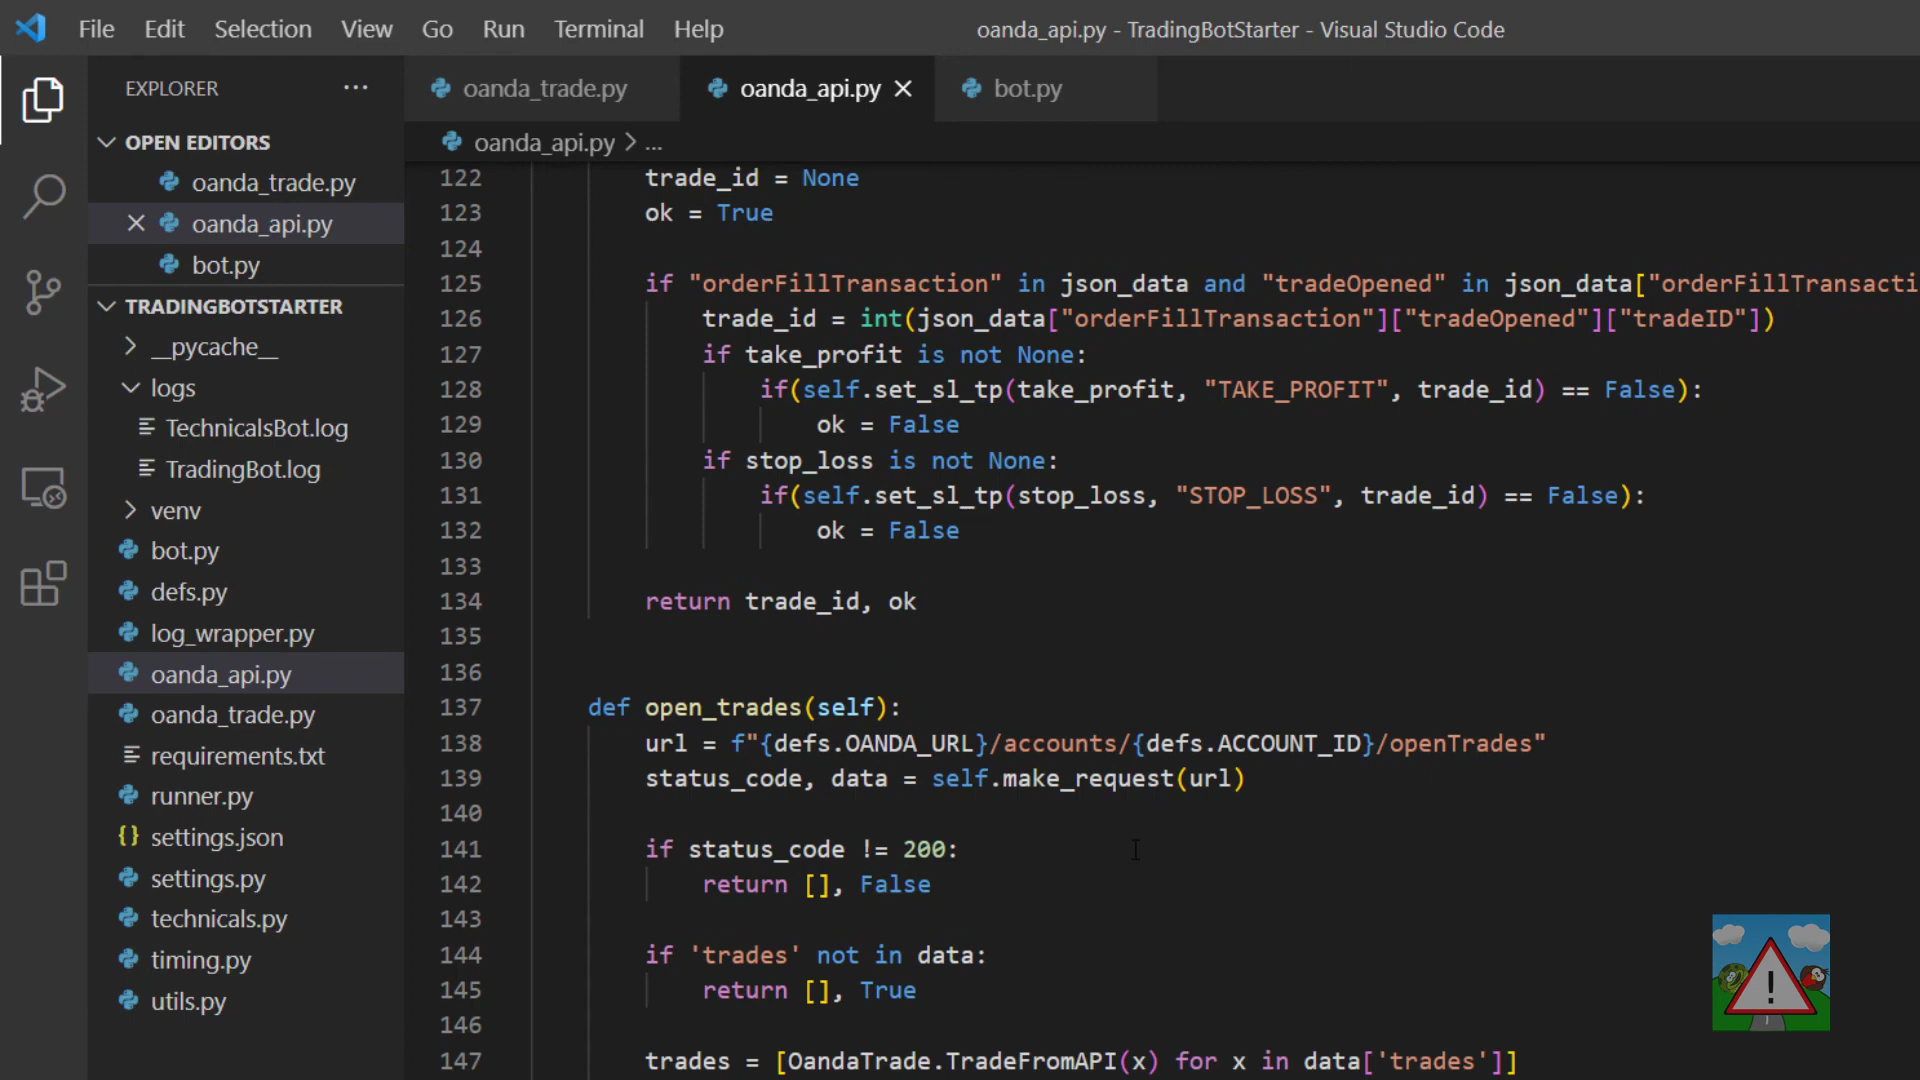 File Edit Selection View Go Run Terminal Help
oanda_api.py - TradingBotStarter - Visual Studio Code
EXPLORER ...
OPEN EDITORS
oanda_trade.py
oanda_api.py
bot.py
TRADINGBOTSTARTER
__pycache__
logs
TechnicalsBot.log
TradingBot.log
venv
bot.py
defs.py
log_wrapper.py
oanda_api.py
oanda_trade.py
requirements.txt
runner.py
{} settings.json
settings.py
technicals.py
timing.py
utils.py
oanda_trade.py oanda_api.py bot.py
oanda_api.py > ...
122 trade_id = None
123 ok = True
124
125 if "orderFillTransaction" in json_data and "tradeOpened" in json_data["orderFillTransacti
126 trade_id = int(json_data["orderFillTransaction"]["tradeOpened"]["tradeID"])
127 if take_profit is not None:
128 if(self.set_sl_tp(take_profit, "TAKE_PROFIT", trade_id) == False):
129 ok = False
130 if stop_loss is not None:
131 if(self.set_sl_tp(stop_loss, "STOP_LOSS", trade_id) == False):
132 ok = False
133
134 return trade_id, ok
135
136
137 def open_trades(self):
138 url = f"{defs.OANDA_URL}/accounts/{defs.ACCOUNT_ID}/openTrades"
139 status_code, data = self.make_request(url)
140
141 if status_code != 200:
142 return [], False
143
144 if 'trades' not in data:
145 return [], True
146
147 trades = [OandaTrade.TradeFromAPI(x) for x in data['trades']]